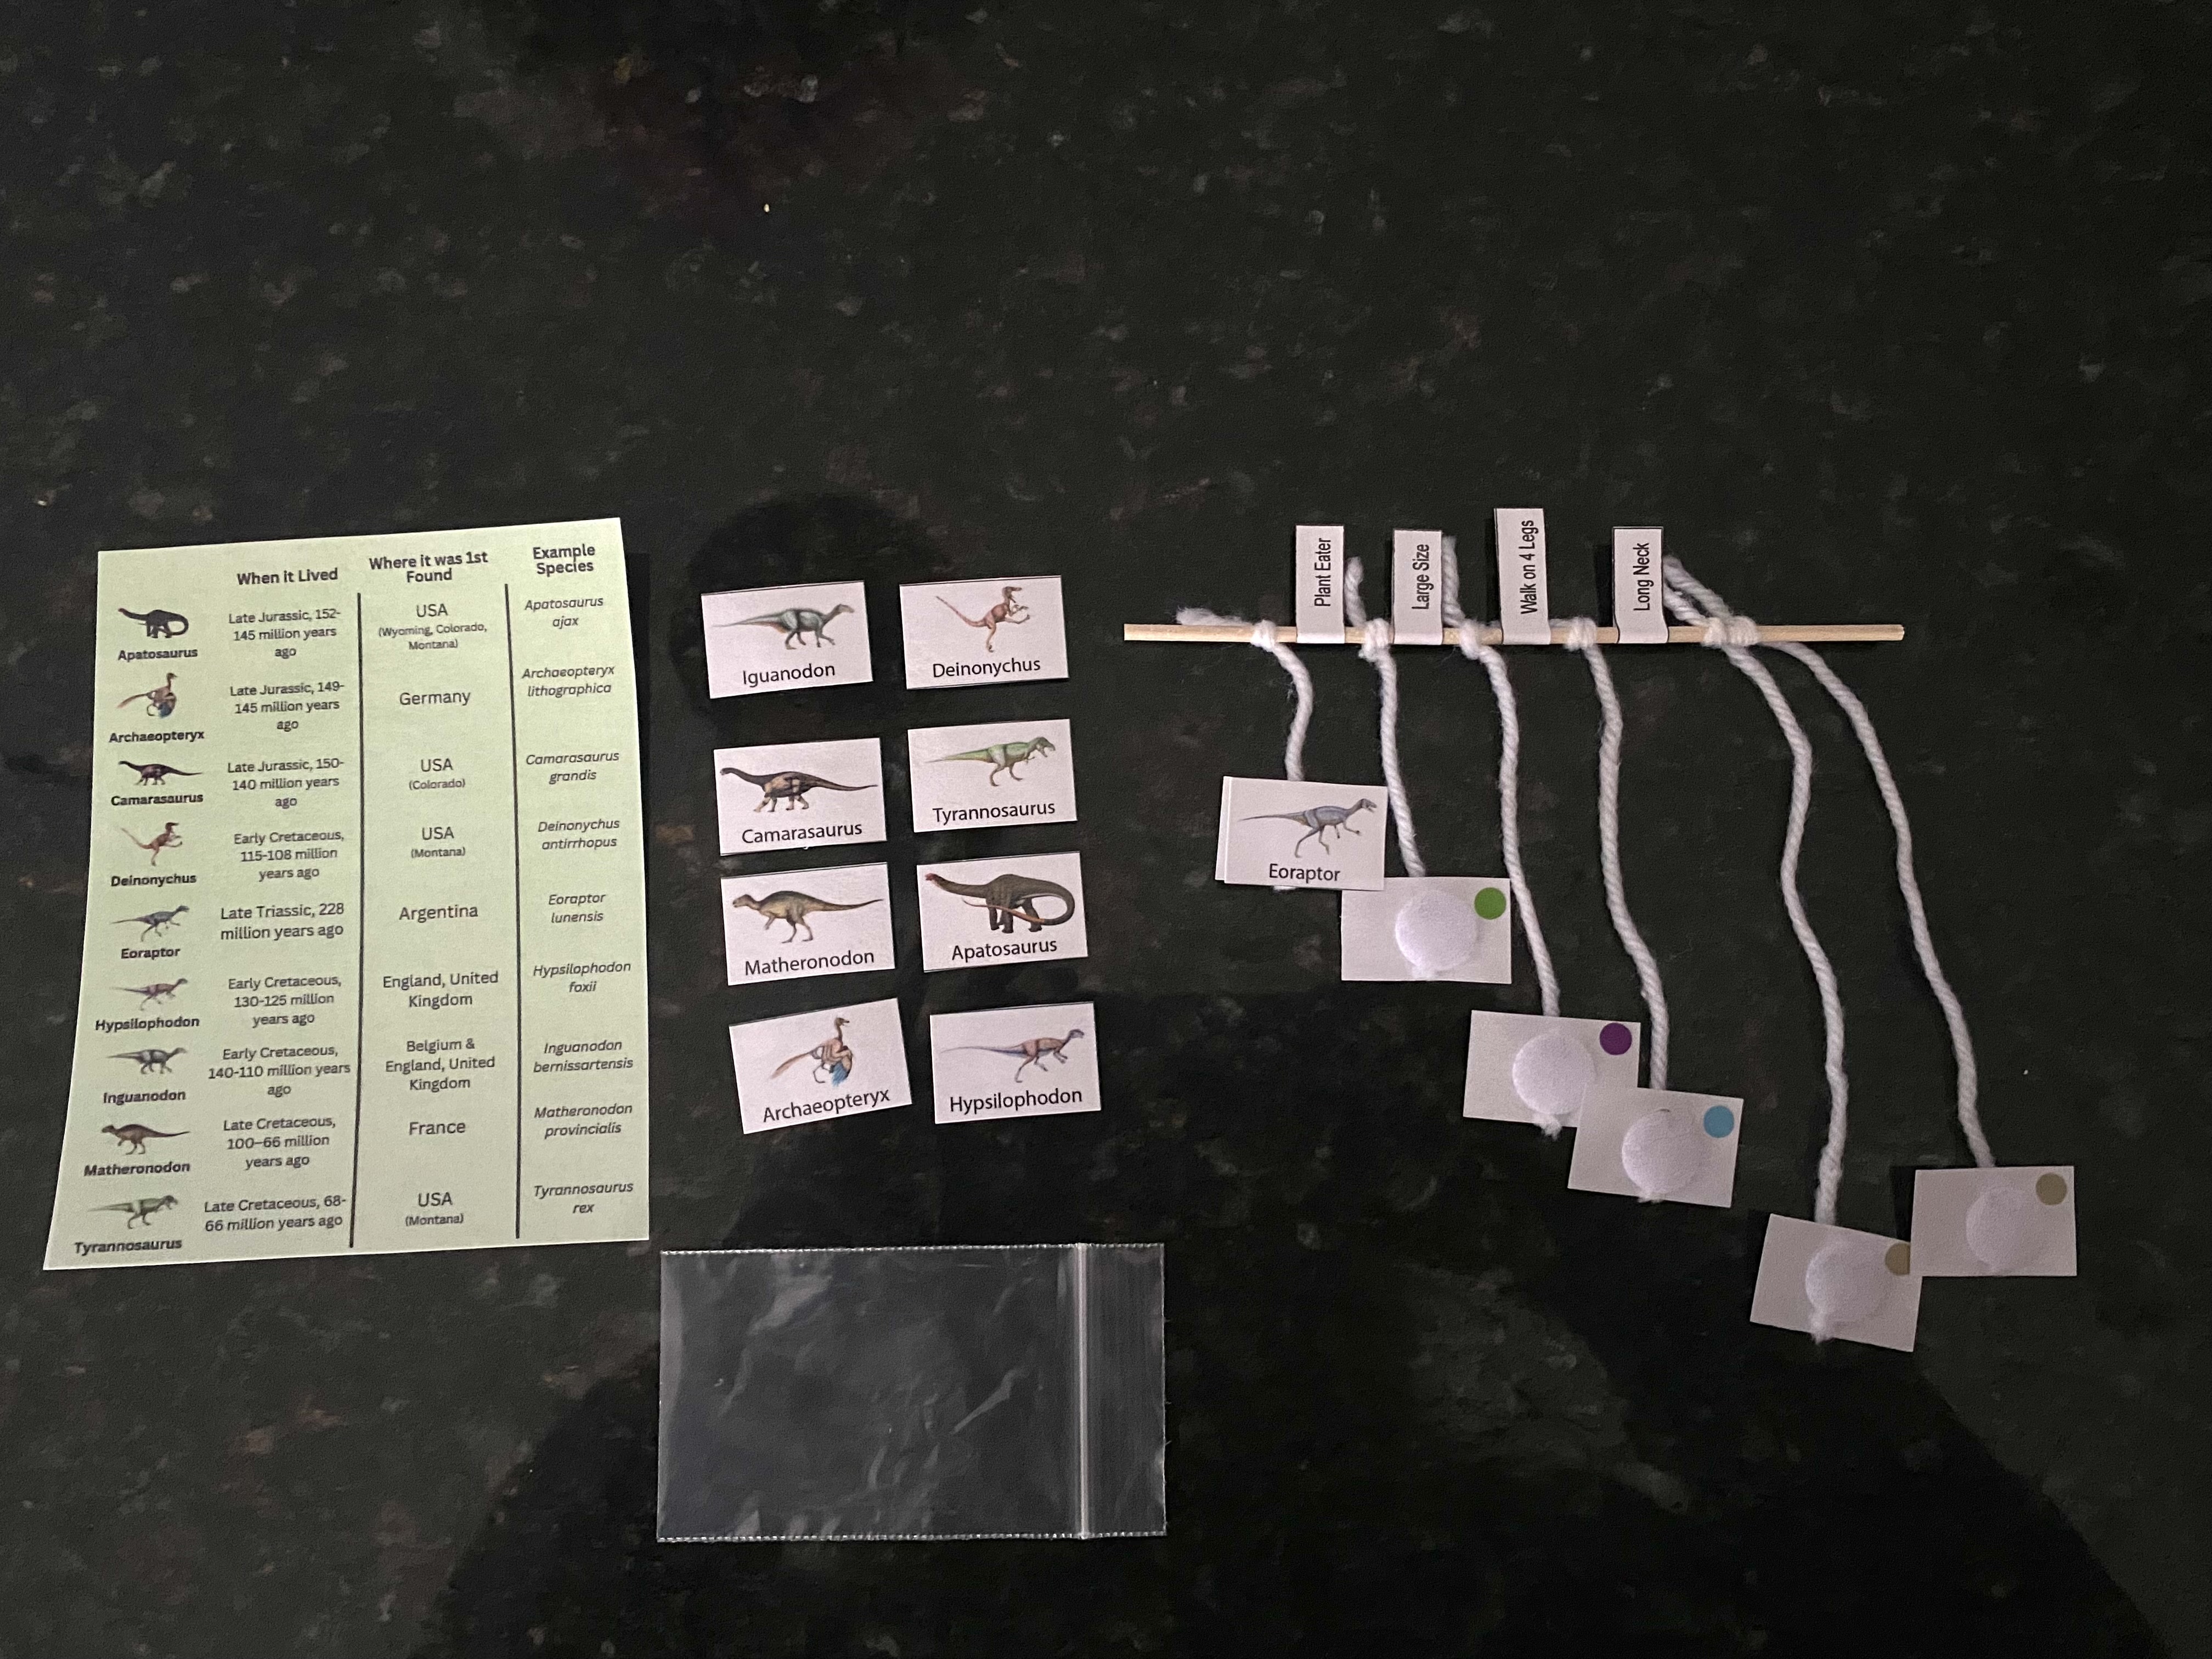 When it Lived
Where it was 1st
Found
Example
Species
Apatosaurus
Late Jurassic, 152-
145 million years
ago
USA
(Wyoming, Colorado,
Montana)
Apatosaurus
ajax
Archaeopteryx
Late Jurassic, 149-
145 million years
ago
Germany
Archaeopteryx
lithographica
Camarasaurus
Late Jurassic, 150-
140 million years
ago
USA
(Colorado)
Camarasaurus
grandis
Deinonychus
Early Cretaceous,
115-108 million
years ago
USA
(Montana)
Deinonychus
antirrhopus
Eoraptor
Late Triassic, 228
million years ago
Argentina
Eoraptor
lunensis
Hypsilophodon
Early Cretaceous,
130-125 million
years ago
England, United
Kingdom
Hypsilophodon
foxii
Inguanodon
Early Cretaceous,
140-110 million years
ago
Belgium &
England, United
Kingdom
Inguanodon
bernissartensis
Matheronodon
Late Cretaceous,
100–66 million
years ago
France
Matheronodon
provincialis
Tyrannosaurus
Late Cretaceous, 68-
66 million years ago
USA
(Montana)
Tyrannosaurus
rex
Iguanodon
Deinonychus
Camarasaurus
Tyrannosaurus
Matheronodon
Apatosaurus
Archaeopteryx
Hypsilophodon
Plant Eater
Large Size
Walk on 4 Legs
Long Neck
Eoraptor